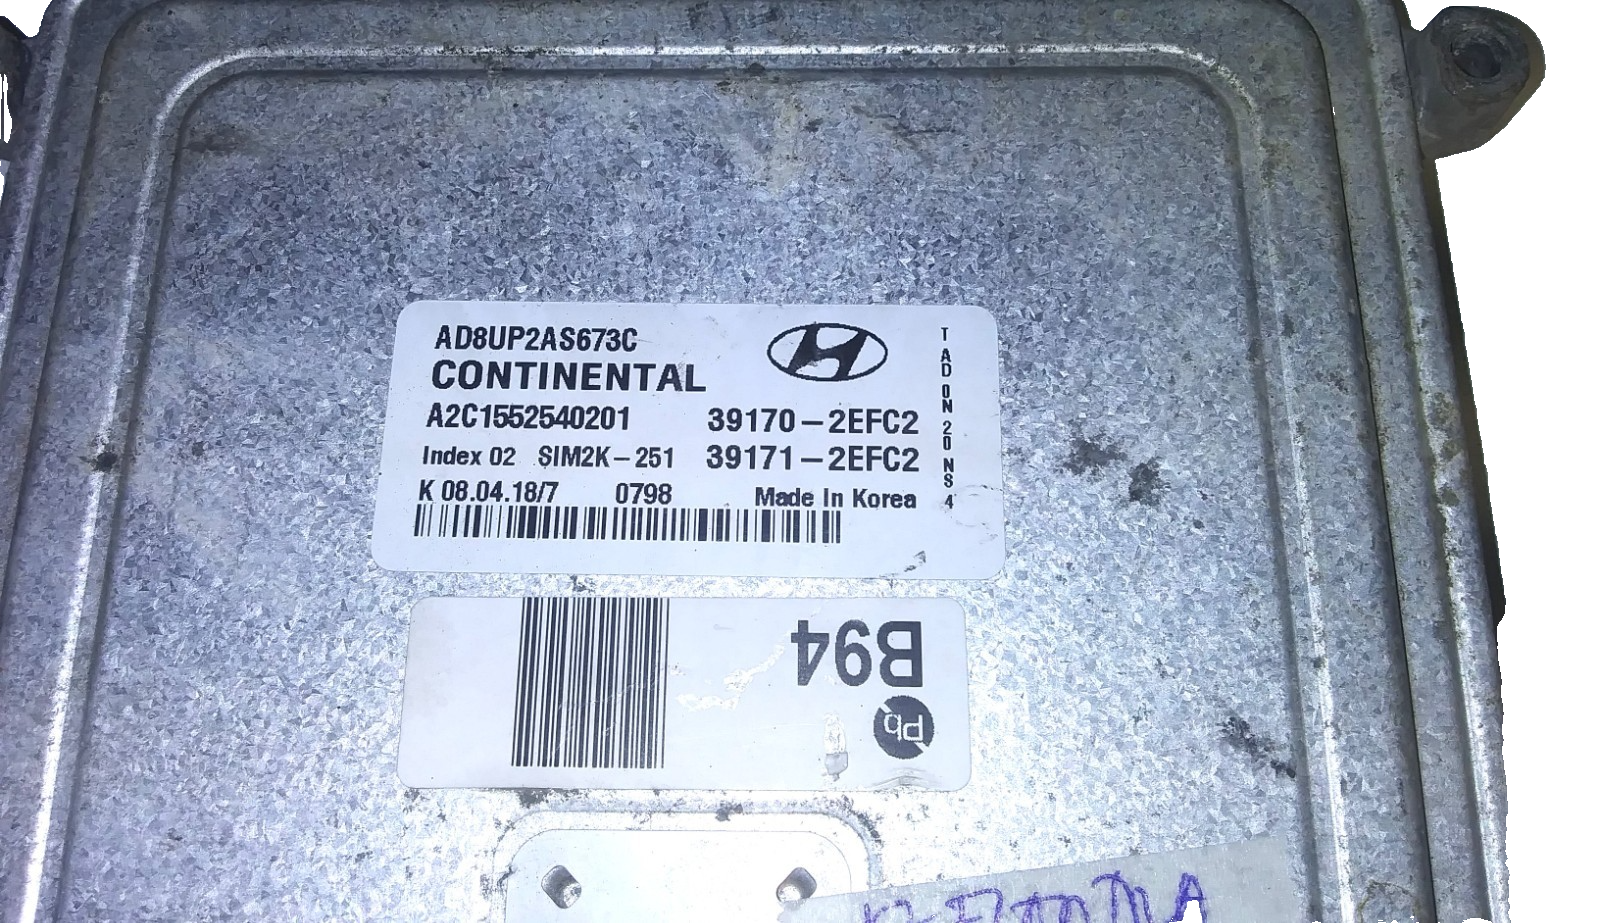 AD8UP2AS673C
CONTINENTAL
A2C1552540201 39170-2EFC2
Index 02 SIM2K-251 39171-2EFC2
K 08.04.18/7 0798 Made In Korea
T AD 0N 20 NS 4
B94
Pb